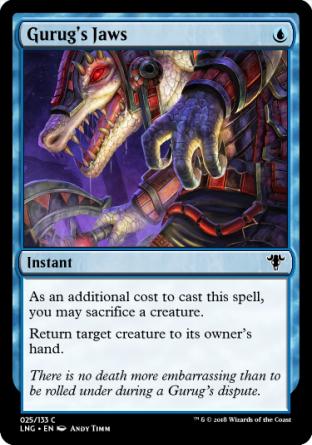 Gurug's Jaws
Instant
As an additional cost to cast this spell,
you may sacrifice a creature.
Return target creature to its owner's
hand.
There is no death more embarrassing than to
be rolled under during a Gurug's dispute.
025/133 C
LNG • EN Andy Timm
™ & © 2018 Wizards of the Coast